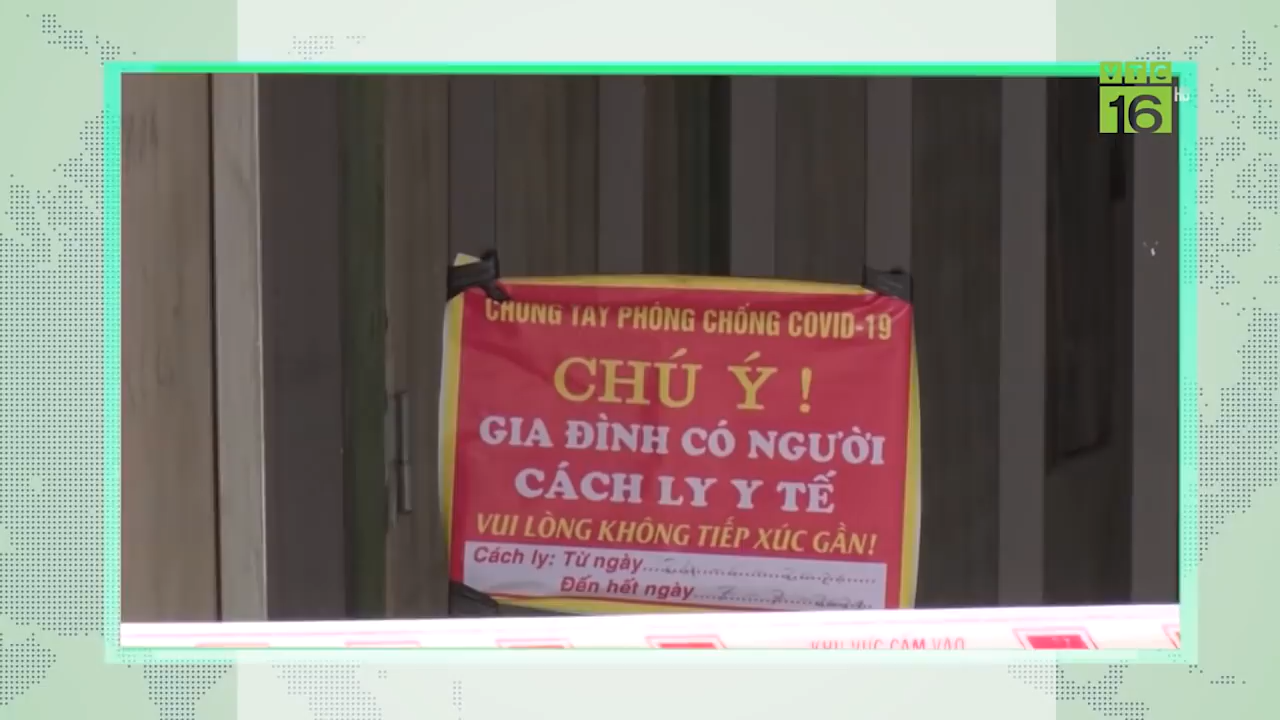 VTC
16
HD
CHUNG TAY PHÒNG CHỐNG COVID-19
CHÚ Ý !
GIA ĐÌNH CÓ NGƯỜI
CÁCH LY Y TẾ
VUI LÒNG KHÔNG TIẾP XÚC GẦN!
Cách ly: Từ ngày
Đến hết ngày
KHU VỰC CẤM VÀO